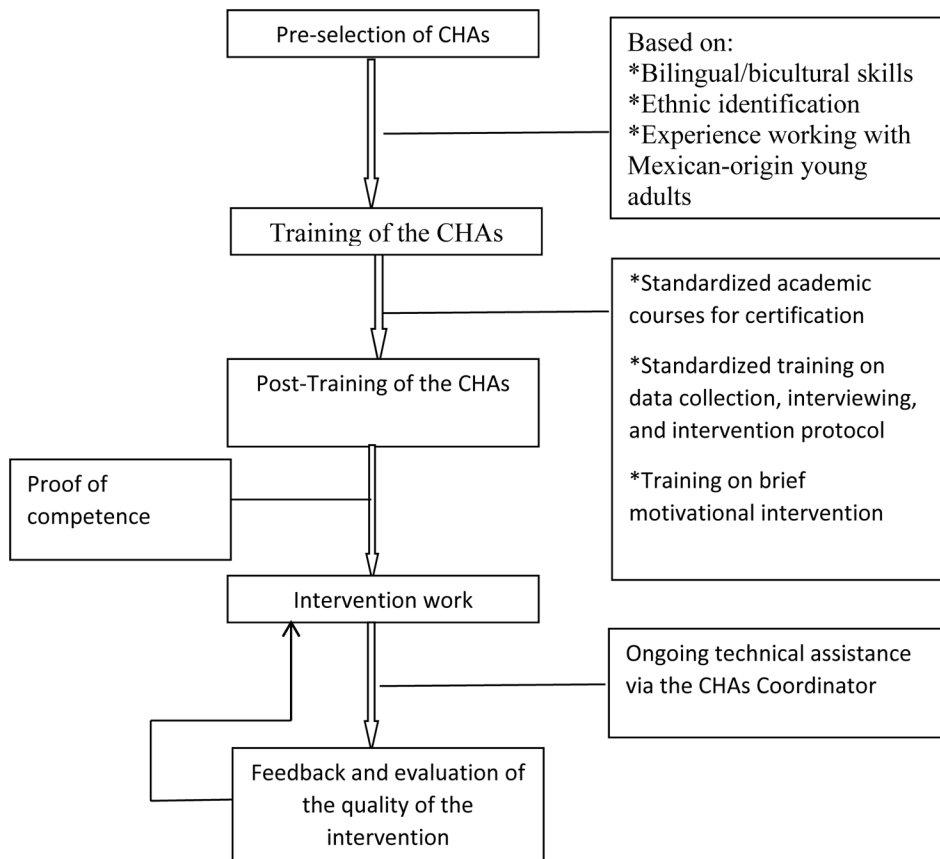 Pre-selection of CHAs
Based on:
*Bilingual/bicultural skills
*Ethnic identification
*Experience working with
Mexican-origin young
adults
Training of the CHAs
*Standardized academic
courses for certification
*Standardized training on
data collection, interviewing,
and intervention protocol
*Training on brief
motivational intervention
Post-Training of the CHAs
Proof of
competence
Intervention work
Ongoing technical assistance
via the CHAs Coordinator
Feedback and evaluation of
the quality of the
intervention